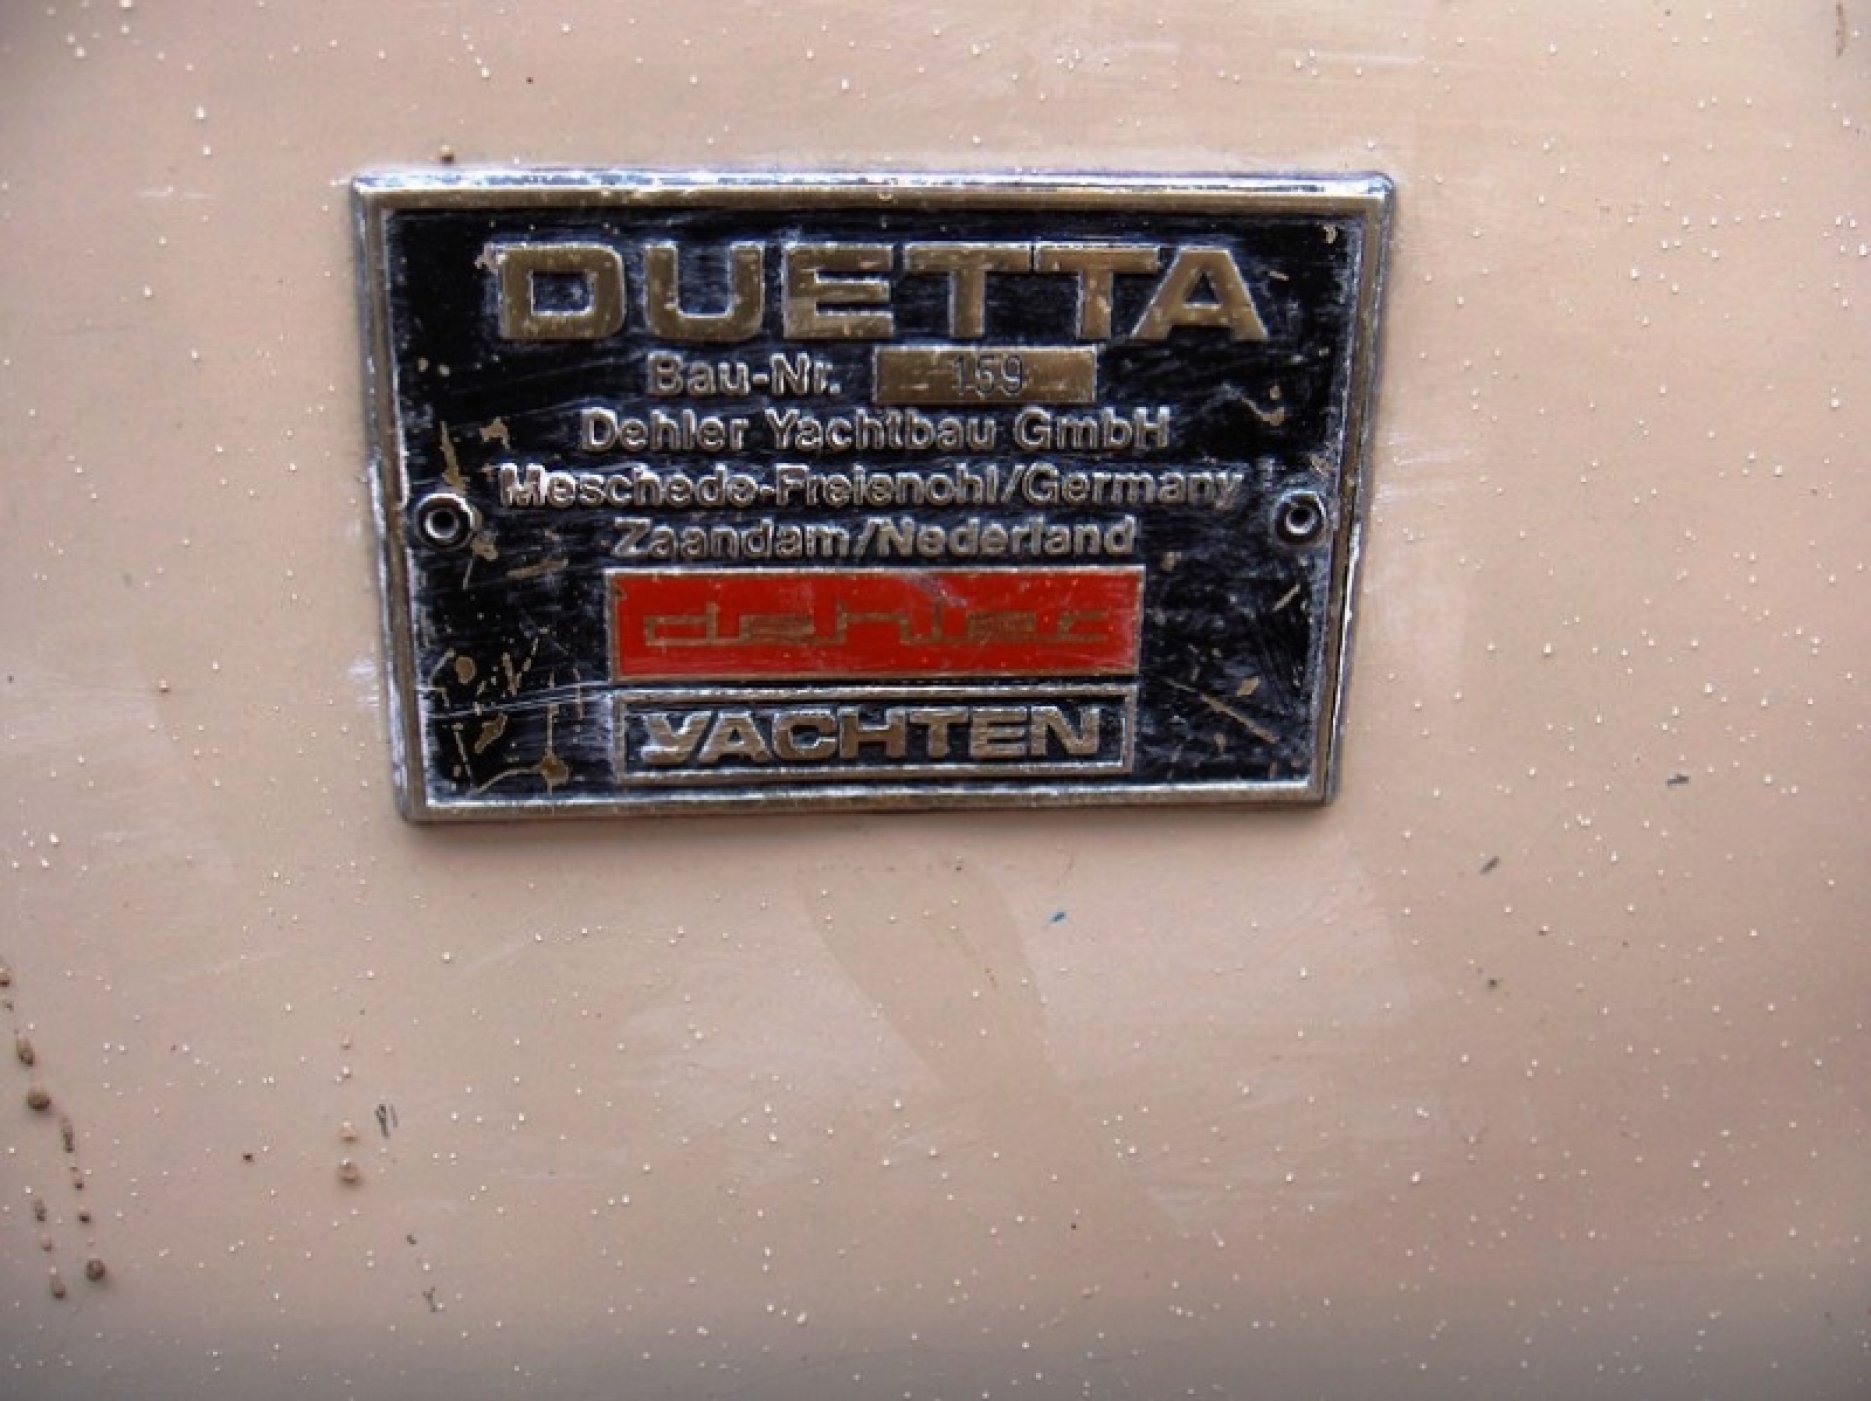 DUETTA
Bau-Nr. 159
Dehler Yachtbau GmbH
Meschede-Freienohl/Germany
Zaandam/Nederland
dehler
YACHTEN